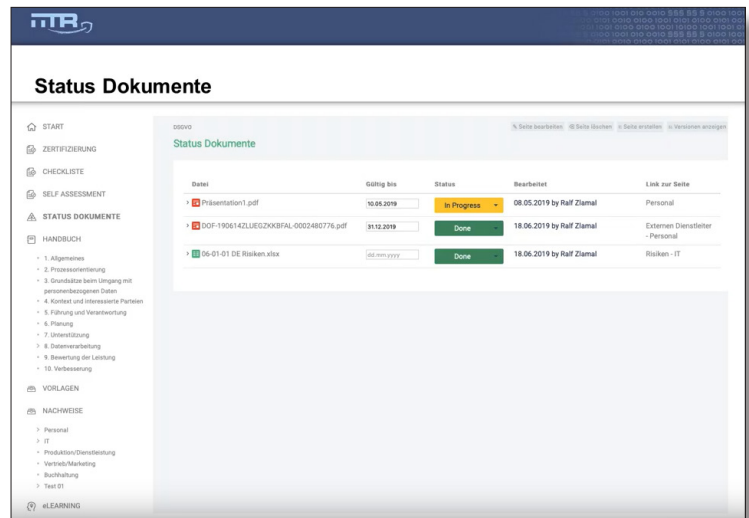 Status Dokumente
START
ZERTIFIZIERUNG
CHECKLISTE
SELF ASSESSMENT
STATUS DOKUMENTE
HANDBUCH
1. Allgemeines
2. Prozessorientierung
3. Grundsätze beim Umgang mit
personenbezogenen Daten
4. Kontext und interessierte Parteien
5. Führung und Verantwortung
6. Planung
7. Unterstützung
8. Datenverarbeitung
9. Bewertung der Leistung
10. Verbesserung
VORLAGEN
NACHWEISE
Personal
IT
Produktion/Dienstleistung
Vertrieb/Marketing
Buchhaltung
Test 01
eLEARNING
DSGVO
Seite bearbeiten Seite löschen Seite erstellen Versionen anzeigen
Status Dokumente
Datei Gültig bis Status Bearbeitet Link zur Seite
Präsentation1.pdf 10.05.2019 In Progress 08.05.2019 by Ralf Zlamal Personal
DOF-190614ZLUEGZKKBFAL-0002480776.pdf 31.12.2019 Done 18.06.2019 by Ralf Zlamal Externen Dienstleiter
- Personal
06-01-01 DE Risiken.xlsx dd.mm.yyyy Done 18.06.2019 by Ralf Zlamal Risiken - IT